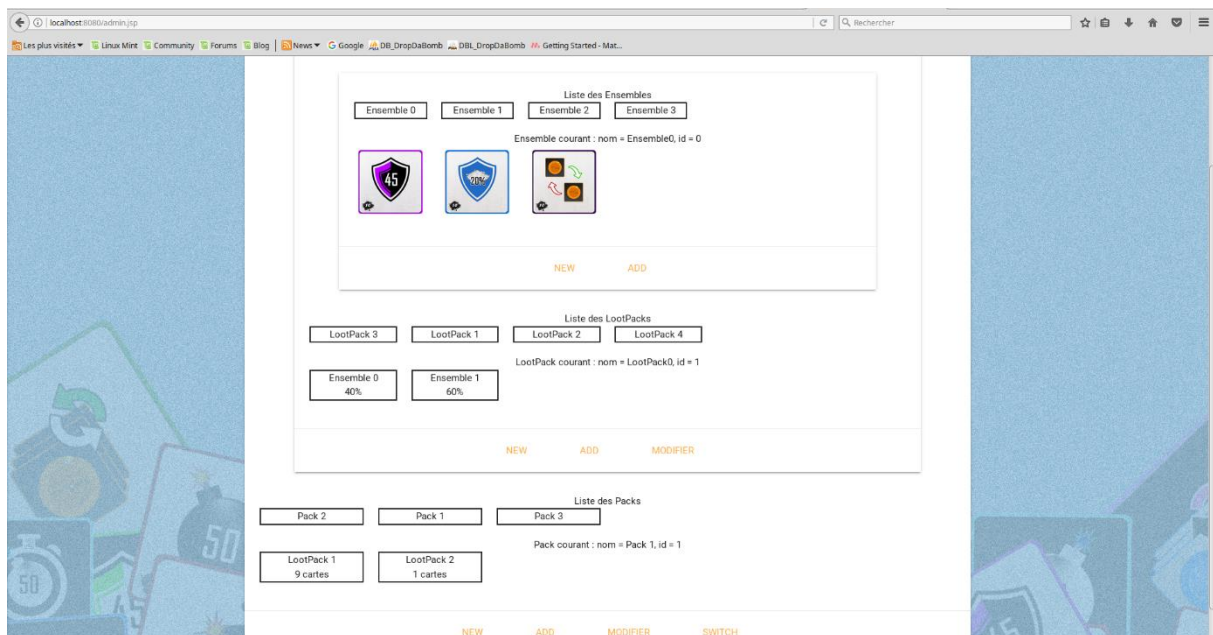 localhost:8080/admin.jsp
Rechercher
Les plus visités Linux Mint Community Forums Blog News Google DB_DropDaBomb DBL_DropDaBomb Getting Started - Mat...
Liste des Ensembles
Ensemble 0 Ensemble 1 Ensemble 2 Ensemble 3
Ensemble courant : nom = Ensemble0, id = 0
45 20%
NEW ADD
Liste des LootPacks
LootPack 3 LootPack 1 LootPack 2 LootPack 4
LootPack courant : nom = LootPack0, id = 1
Ensemble 0 Ensemble 1
40% 60%
NEW ADD MODIFIER
Liste des Packs
Pack 2 Pack 1 Pack 3
Pack courant : nom = Pack 1, id = 1
LootPack 1 LootPack 2
9 cartes 1 cartes
NEW ADD MODIFIER SWITCH
50
50
45